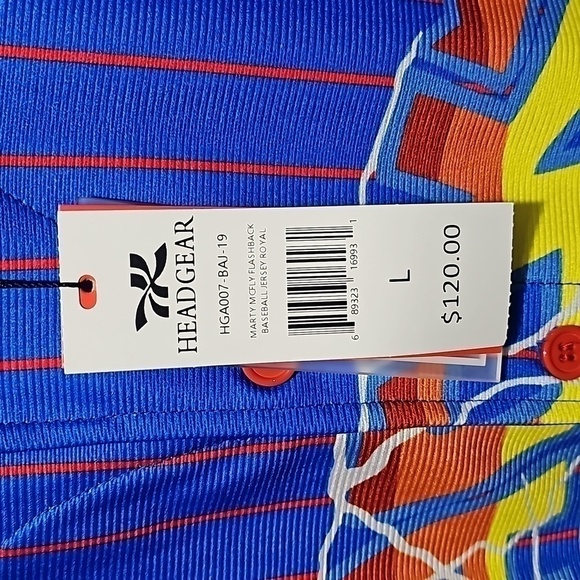 HEADGEAR
HGA007-BAJ-19
MARTY MCFLY FLASHBACK
BASEBALL JERSEY ROYAL
6 89323 16993 1
L
$120.00